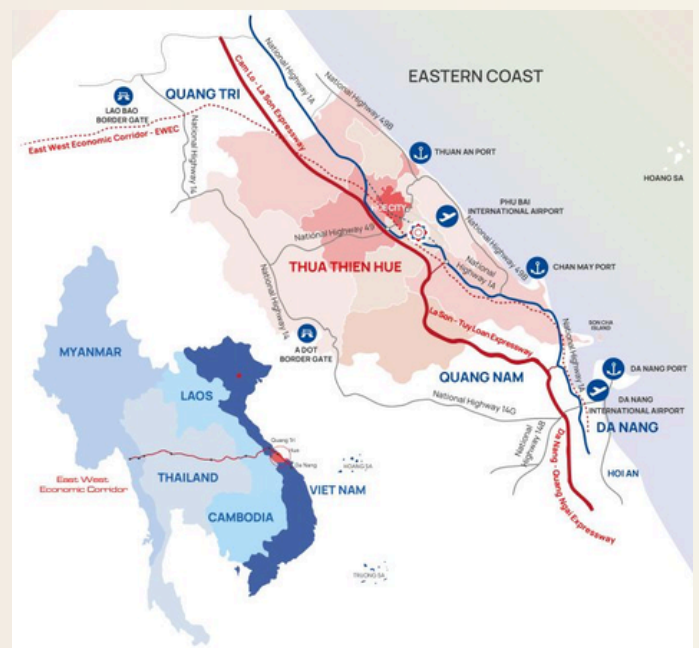 EASTERN COAST
National Highway 1A
National Highway 49B
Cam Lo - La Son Expressway
QUANG TRI
LAO BAO
BORDER GATE
National Highway 14
East West Economic Corridor - EWEC
THUAN AN PORT
HOANG SA
PHU BAI
INTERNATIONAL AIRPORT
National Highway 49
National Highway 49B
National
Highway 1A
THUA THIEN HUE
CHAN MAY PORT
SON CHA
ISLAND
National Highway 14
A DOT
BORDER GATE
La Son - Tuy Loan Expressway
National Highway 1A
DA NANG PORT
QUANG NAM
DA NANG
INTERNATIONAL AIRPORT
National Highway 14G
DA NANG
National
Highway 14B
HOI AN
Da Nang - Quang Ngai Expressway
MYANMAR
LAOS
Quang Tri
Hue
Da Nang
HOANG SA
THAILAND
East West
Economic Corridor
VIET NAM
CAMBODIA
TRUONG SA